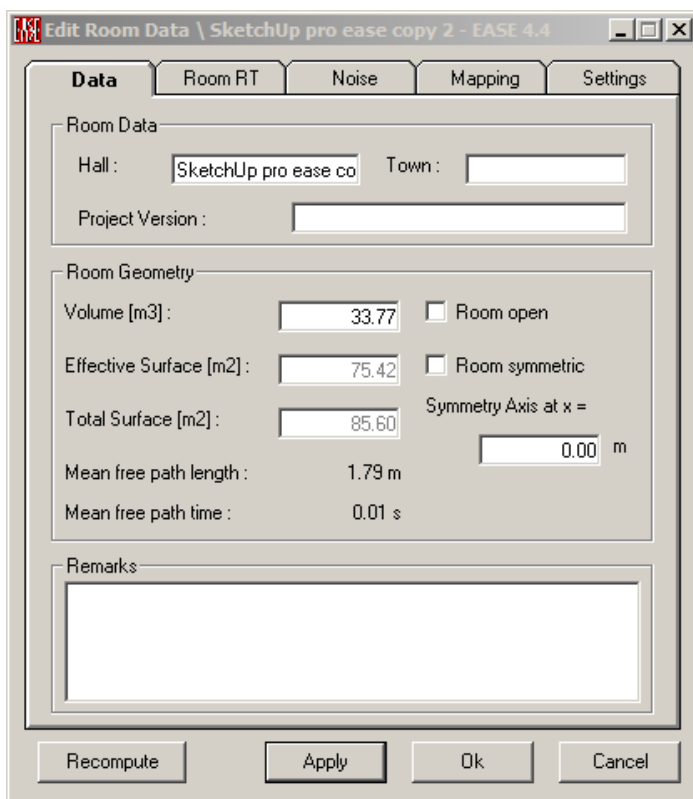 Edit Room Data \ SketchUp pro ease copy 2 - EASE 4.4
Data Room RT Noise Mapping Settings
Room Data
Hall : SketchUp pro ease co Town :
Project Version :
Room Geometry
Volume [m3] : 33.77 Room open
Effective Surface [m2] : 75.42 Room symmetric
Total Surface [m2] : 85.60 Symmetry Axis at x =
0.00 m
Mean free path length : 1.79 m
Mean free path time : 0.01 s
Remarks
Recompute Apply Ok Cancel